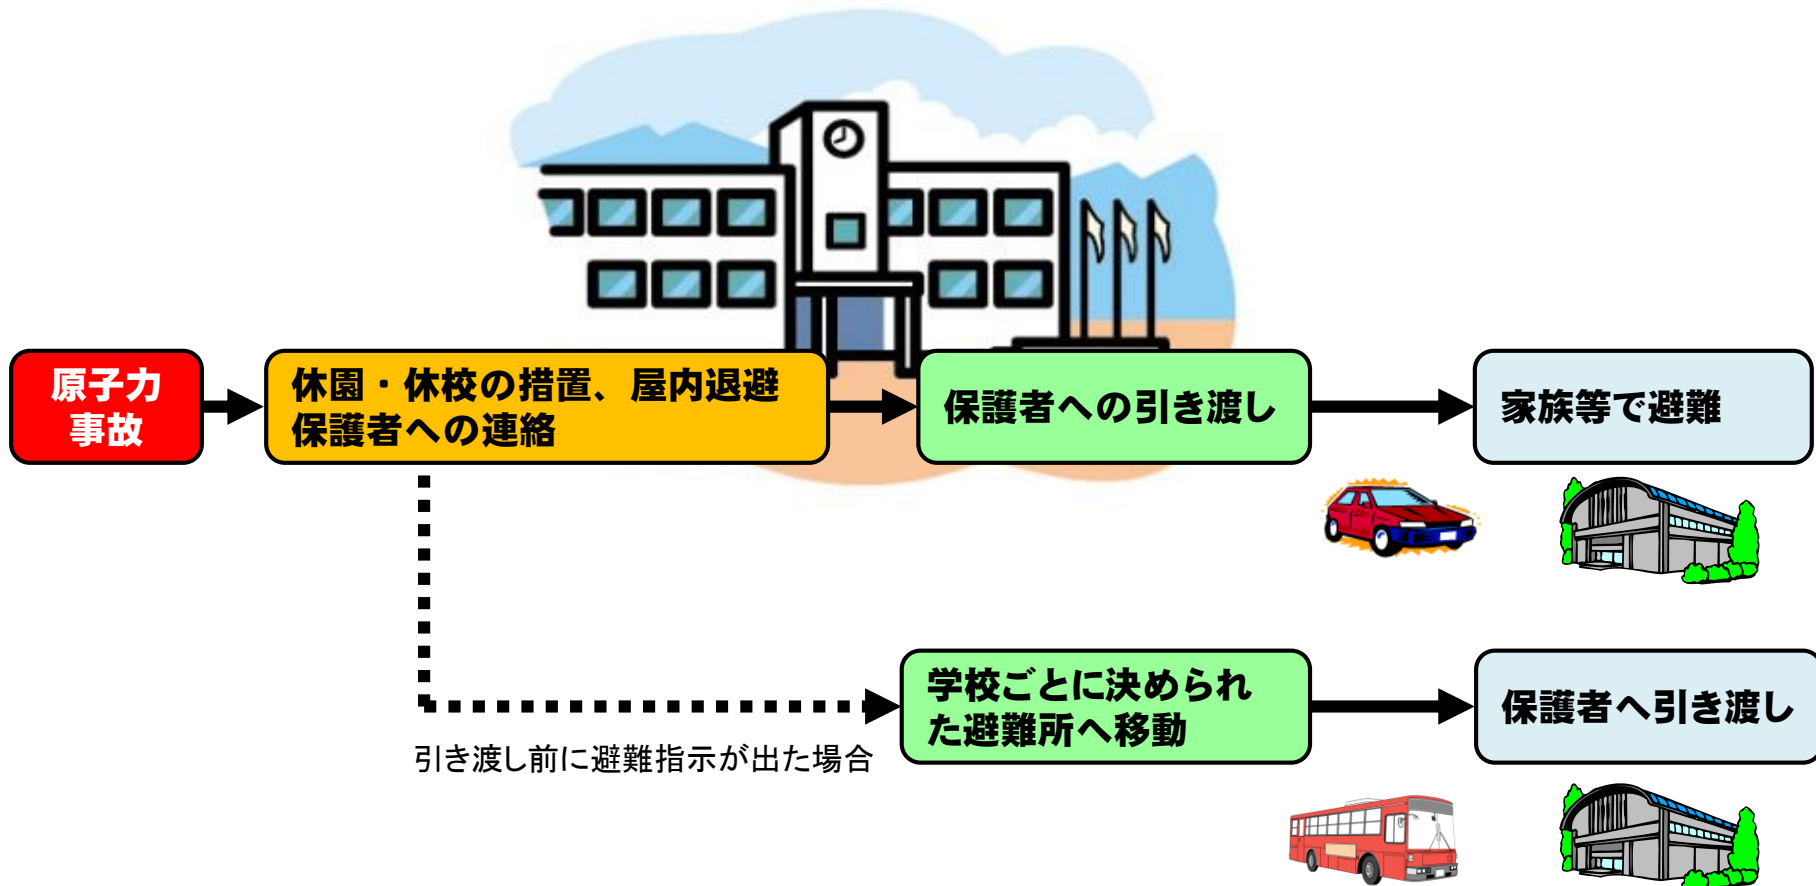 原子力
事故
休園・休校の措置、屋内退避
保護者への連絡
保護者への引き渡し
家族等で避難
学校ごとに決められ
た避難所へ移動
保護者へ引き渡し
引き渡し前に避難指示が出た場合